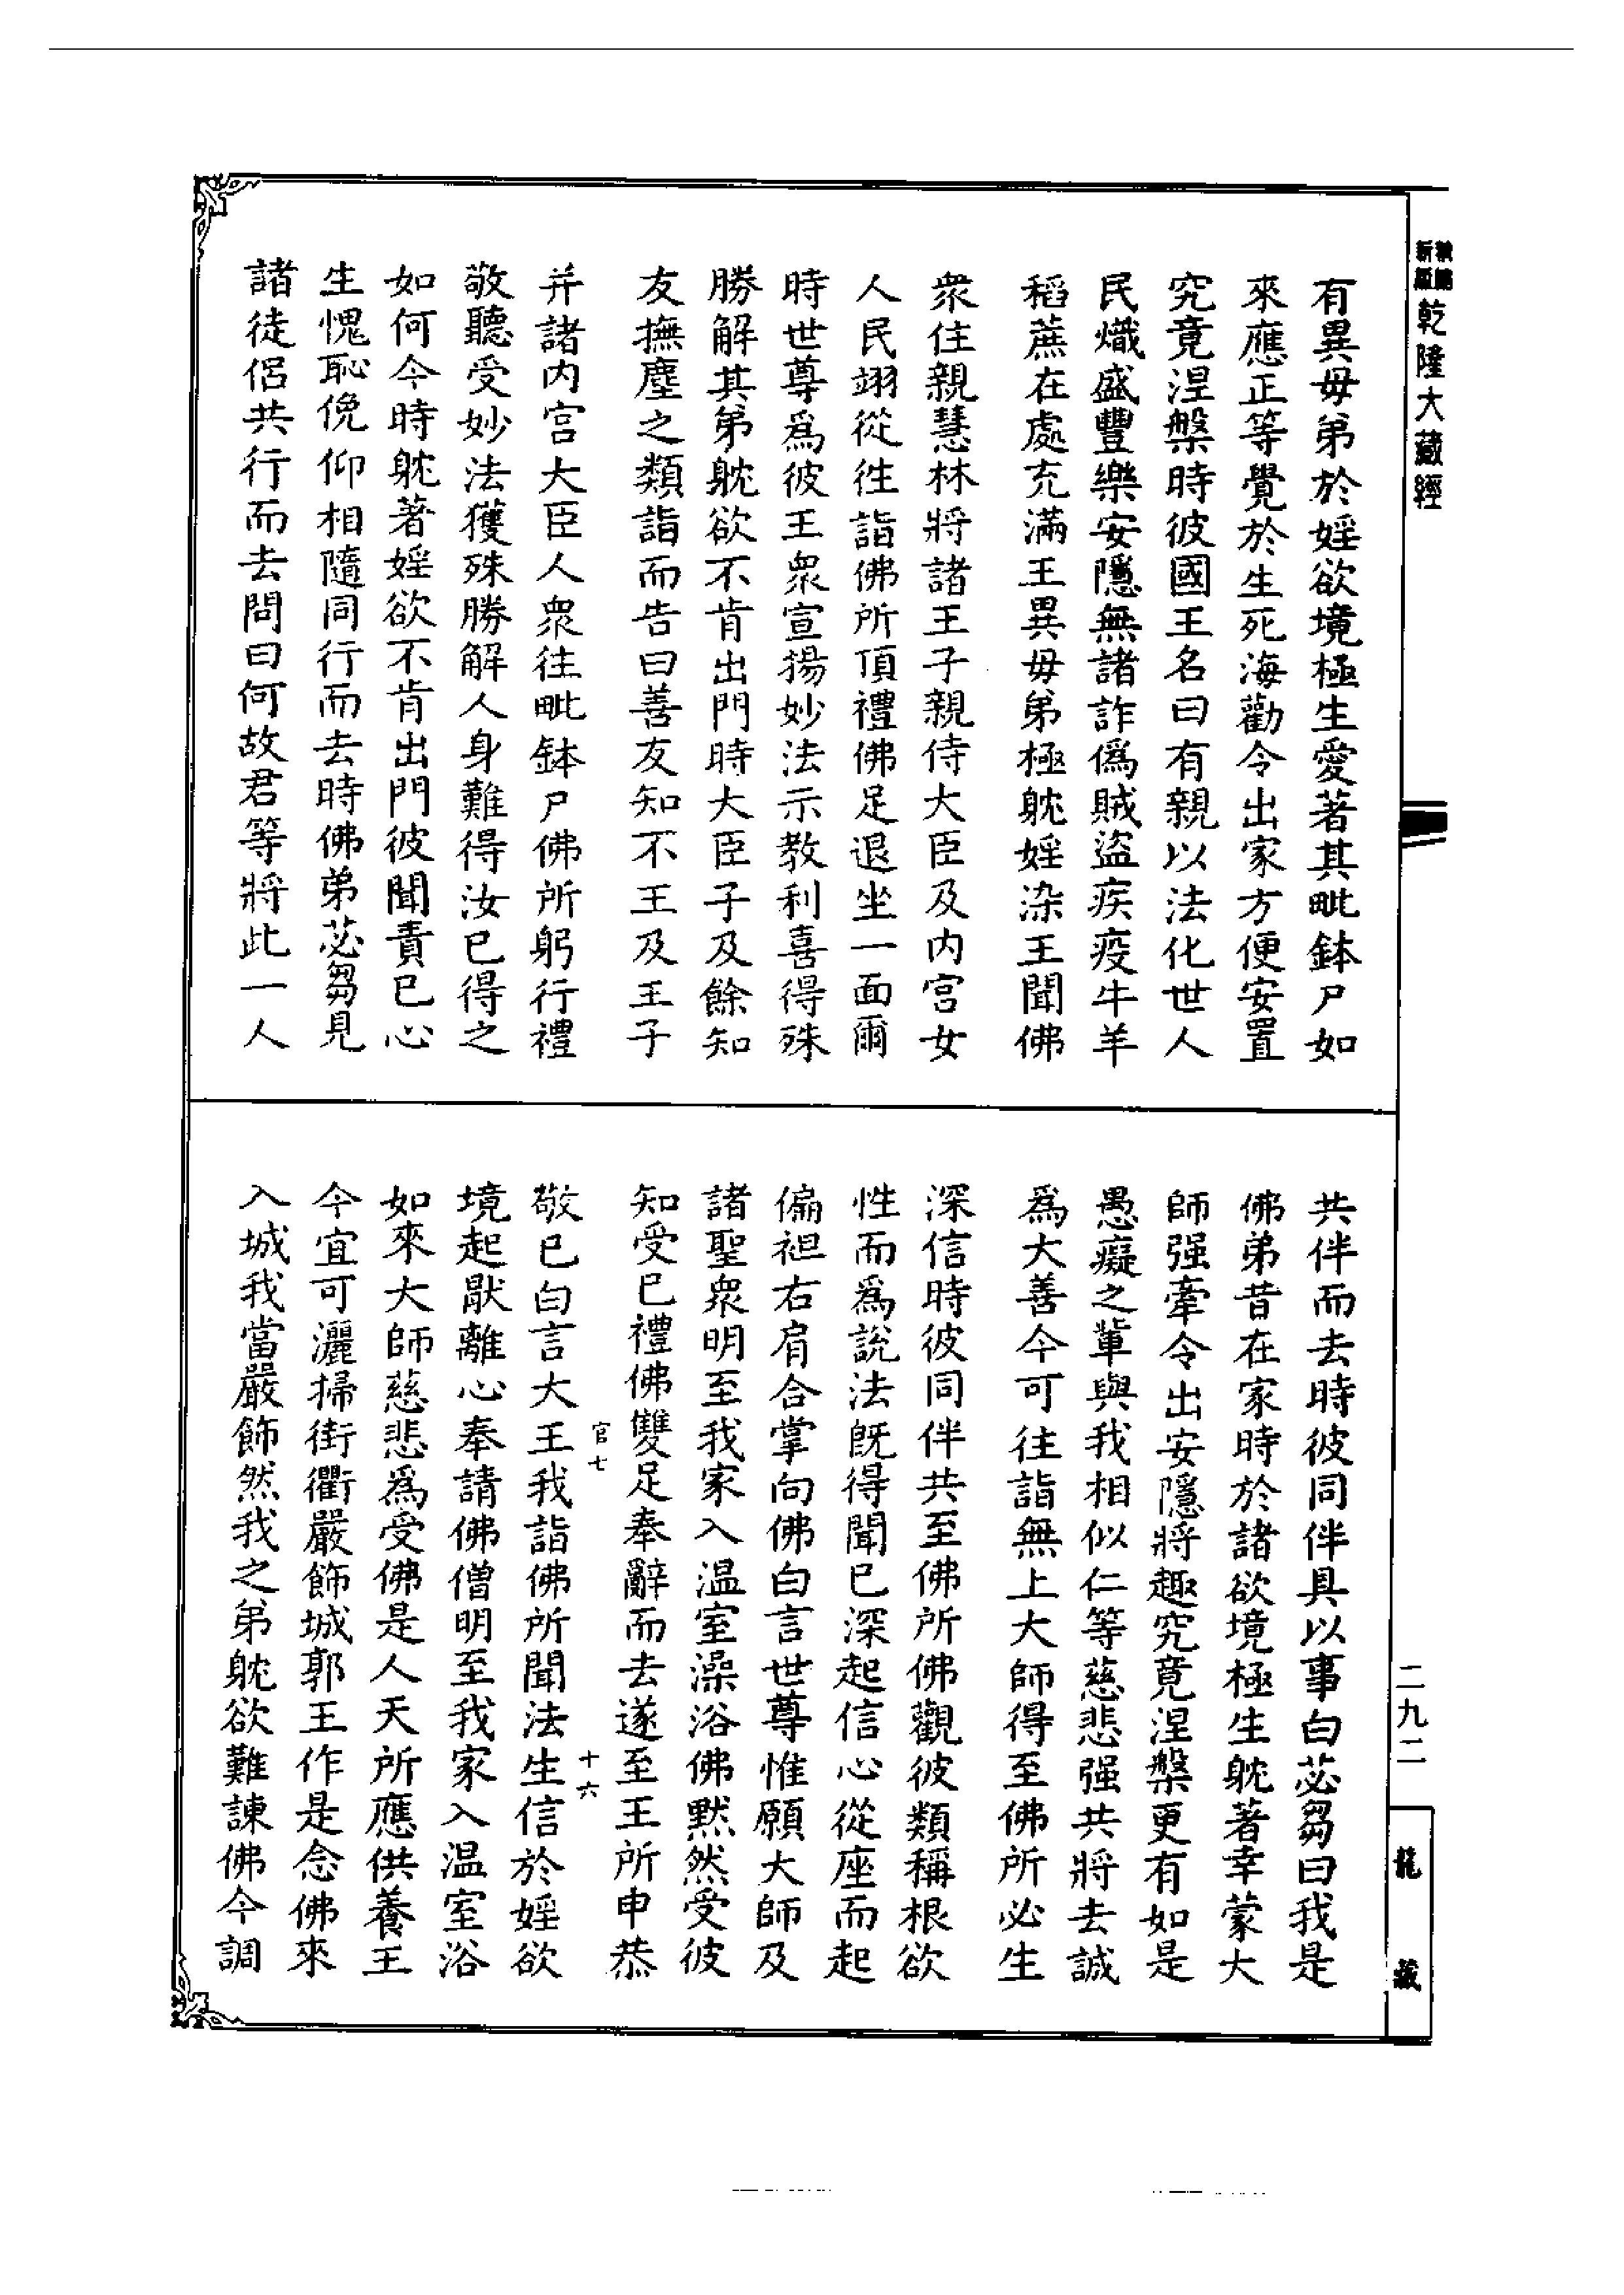 新編縮本
乾隆大藏經
有異毋弟於婬欲境極生愛著其毗鉢尸如
來應正等覺於生死海勸令出家方便安置
究竟涅槃時彼國王名曰有親以法化世人
民熾盛豐樂安隱無諸詐僞賊盜疾疫牛羊
稻蔗在處充滿王異毋弟極躭婬染王聞佛
衆住親慧林將諸王子親侍大臣及内宫女
人民翊從往詣佛所頂禮佛足退坐一面爾
時世尊爲彼王衆宣揚妙法示教利喜得殊
勝解其弟躭欲不肯出門時大臣子及餘知
友撫塵之類詣而告曰善友知不王及王子
并諸内宫大臣人衆往毗鉢尸佛所躬行禮
敬聽受妙法獲殊勝解人身難得汝已得之
如何今時躭著婬欲不肯出門彼聞責已心
生愧恥俛仰相隨同行而去時佛弟苾芻見
諸徒侶共行而去問曰何故君等將此一人
共伴而去時彼同伴具以事白苾芻曰我是
佛弟昔在家時於諸欲境極生躭著幸蒙大
師强牽令出安隱將趣究竟涅槃更有如是
愚癡之輩與我相似仁等慈悲强共將去誠
爲大善今可往詣無上大師得至佛所必生
深信時彼同伴共至佛所佛觀彼類稱根欲
性而爲說法既得聞已深起信心從座而起
偏袒右肩合掌向佛白言世尊惟願大師及
諸聖衆明至我家入温室澡浴佛默然受彼
知受已禮佛雙足奉辭而去遂至王所申恭
官七
十六
敬已白言大王我詣佛所聞法生信於婬欲
境起猒離心奉請佛僧明至我家入温室浴
如來大師慈悲爲受佛是人天所應供養王
今宜可灑掃街衢嚴飾城郭王作是念佛來
入城我當嚴飾然我之弟躭欲難諫佛今調
二九二
龍藏